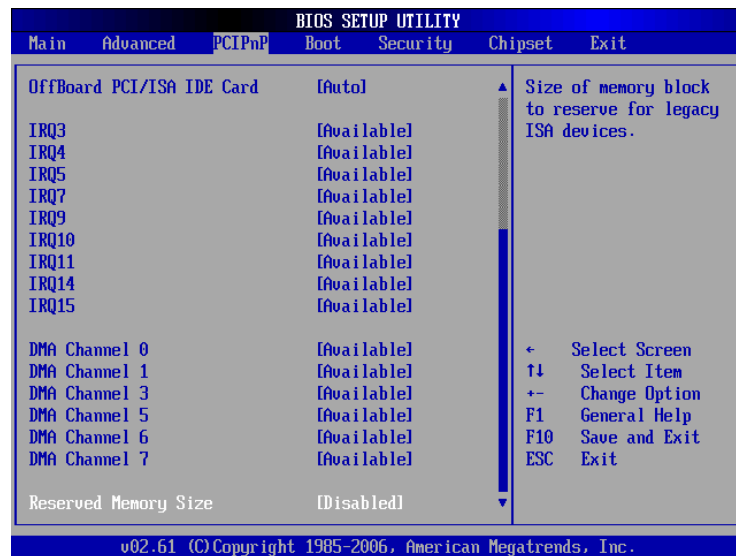 BIOS SETUP UTILITY
Main Advanced PCIPnP Boot Security Chipset Exit
OffBoard PCI/ISA IDE Card [Auto]
IRQ3 [Available]
IRQ4 [Available]
IRQ5 [Available]
IRQ7 [Available]
IRQ9 [Available]
IRQ10 [Available]
IRQ11 [Available]
IRQ14 [Available]
IRQ15 [Available]
DMA Channel 0 [Available]
DMA Channel 1 [Available]
DMA Channel 3 [Available]
DMA Channel 5 [Available]
DMA Channel 6 [Available]
DMA Channel 7 [Available]
Reserved Memory Size [Disabled]
Size of memory block
to reserve for legacy
ISA devices.
← Select Screen
↑↓ Select Item
+- Change Option
F1 General Help
F10 Save and Exit
ESC Exit
v02.61 (C)Copyright 1985-2006, American Megatrends, Inc.